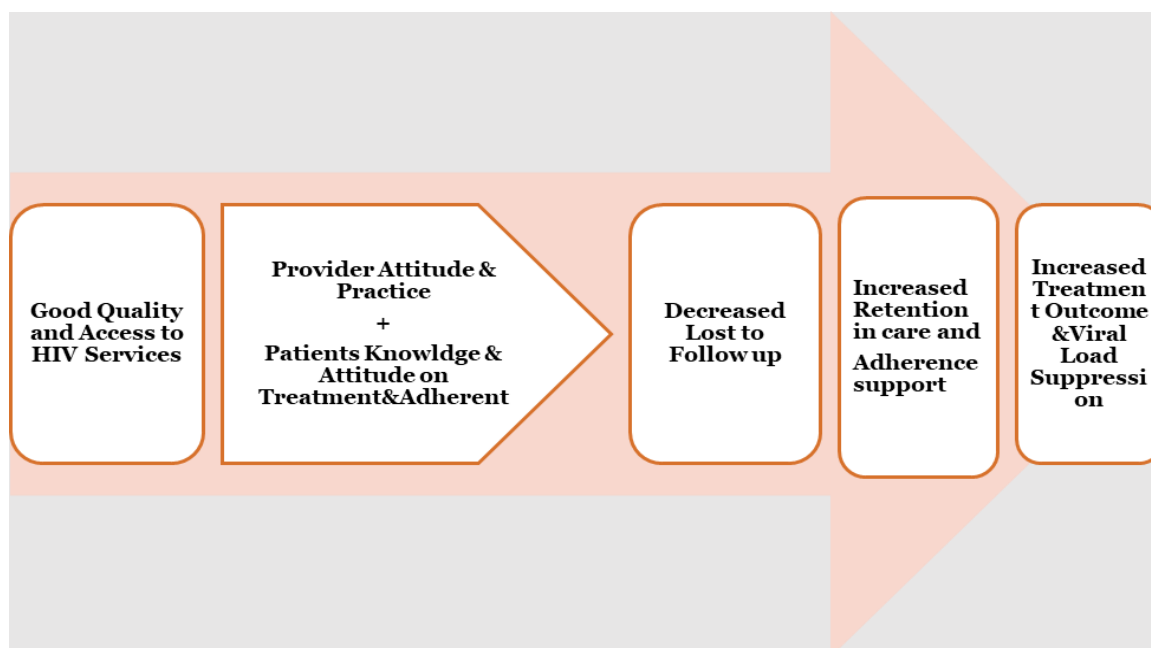 Good Quality
and Access to
HIV Services
Provider Attitude &
Practice
+
Patients Knowldge &
Attitude on
Treatment&Adherent
Decreased
Lost to
Follow up
Increased
Retention
in care and
Adherence
support
Increased
Treatmen
t Outcome
&Viral
Load
Suppressi
on